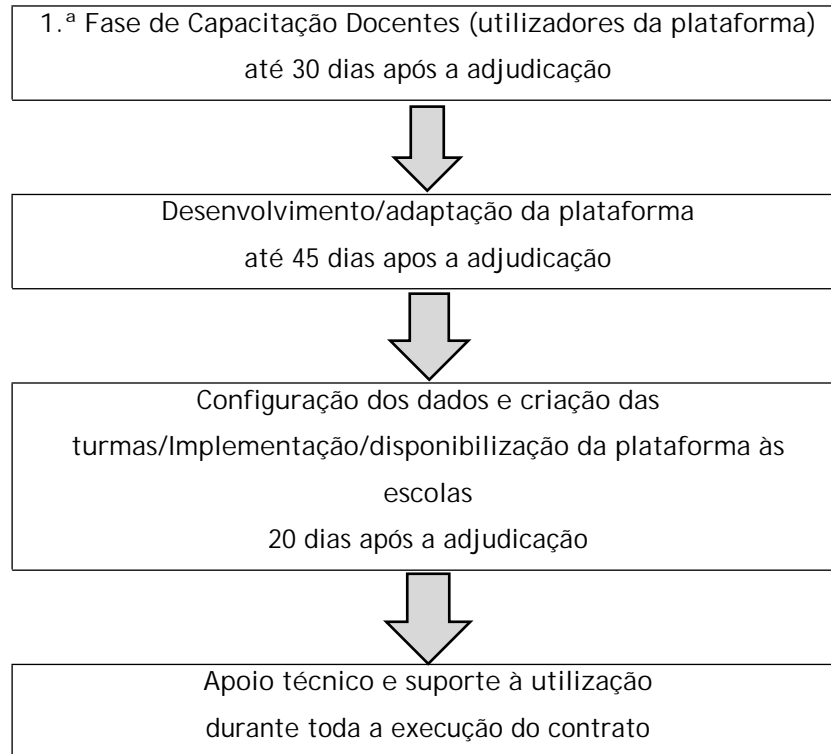 1.ª Fase de Capacitação Docentes (utilizadores da plataforma)
até 30 dias após a adjudicação
Desenvolvimento/adaptação da plataforma
até 45 dias apos a adjudicação
Configuração dos dados e criação das
turmas/Implementação/disponibilização da plataforma às
escolas
20 dias após a adjudicação
Apoio técnico e suporte à utilização
durante toda a execução do contrato